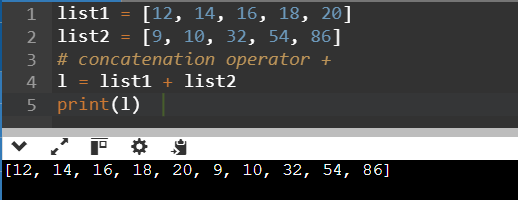 1 list1 = [12, 14, 16, 18, 20]
2 list2 = [9, 10, 32, 54, 86]
3 # concatenation operator +
4 l = list1 + list2
5 print(l)
[12, 14, 16, 18, 20, 9, 10, 32, 54, 86]